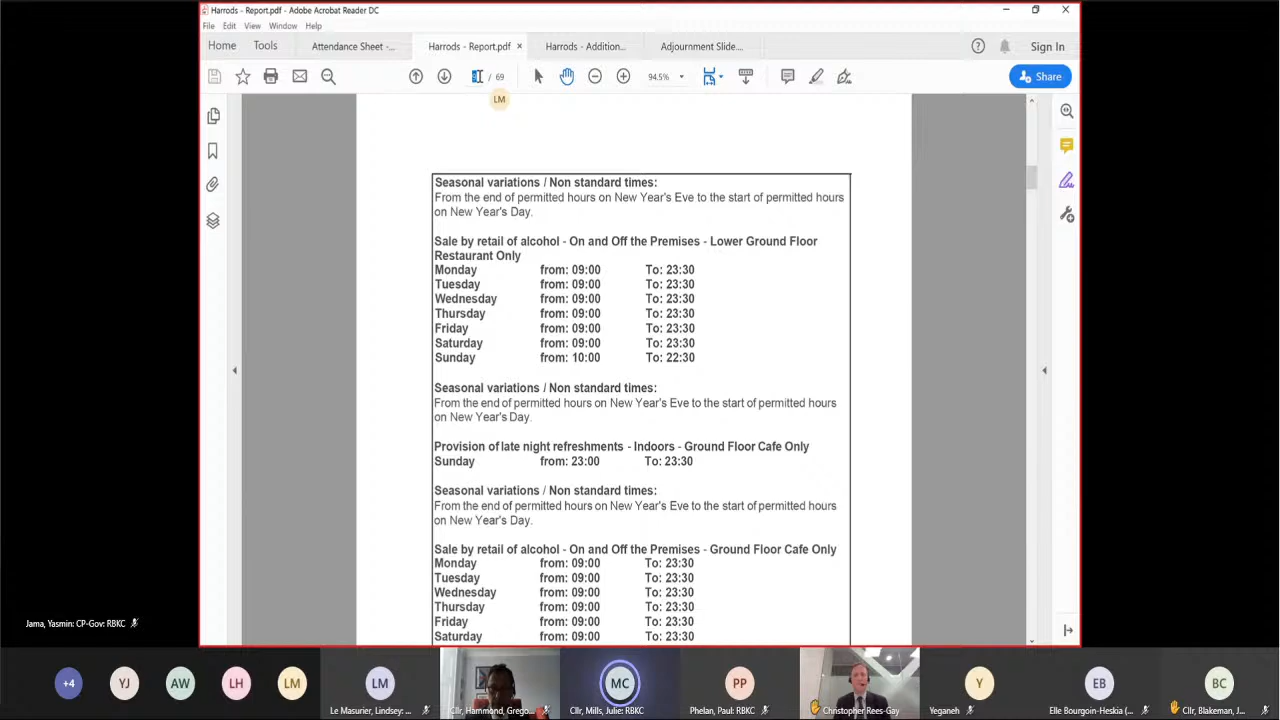 Harrods - Report.pdf - Adobe Acrobat Reader DC
File Edit View Window Help
Home Tools Attendance Sheet -... Harrods - Report.pdf × Harrods - Addition... Adjournment Slide... Sign In
/ 69 94.5% Share
LM
Seasonal variations / Non standard times:
From the end of permitted hours on New Year's Eve to the start of permitted hours
on New Year's Day.
Sale by retail of alcohol - On and Off the Premises - Lower Ground Floor
Restaurant Only
Monday from: 09:00 To: 23:30
Tuesday from: 09:00 To: 23:30
Wednesday from: 09:00 To: 23:30
Thursday from: 09:00 To: 23:30
Friday from: 09:00 To: 23:30
Saturday from: 09:00 To: 23:30
Sunday from: 10:00 To: 22:30
Seasonal variations / Non standard times:
From the end of permitted hours on New Year's Eve to the start of permitted hours
on New Year's Day.
Provision of late night refreshments - Indoors - Ground Floor Cafe Only
Sunday from: 23:00 To: 23:30
Seasonal variations / Non standard times:
From the end of permitted hours on New Year's Eve to the start of permitted hours
on New Year's Day.
Sale by retail of alcohol - On and Off the Premises - Ground Floor Cafe Only
Monday from: 09:00 To: 23:30
Tuesday from: 09:00 To: 23:30
Wednesday from: 09:00 To: 23:30
Thursday from: 09:00 To: 23:30
Friday from: 09:00 To: 23:30
Saturday from: 09:00 To: 23:30
Jama, Yasmin: CP-Gov: RBKC
+4 YJ AW LH LM LM MC PP Y EB BC
Le Masurier, Lindsey: ... Cllr, Hammond, Grego... Cllr, Mills, Julie: RBKC Phelan, Paul: RBKC Christopher Rees-Gay Yeganeh Elle Bourgoin-Heskia (... Cllr, Blakeman, J...